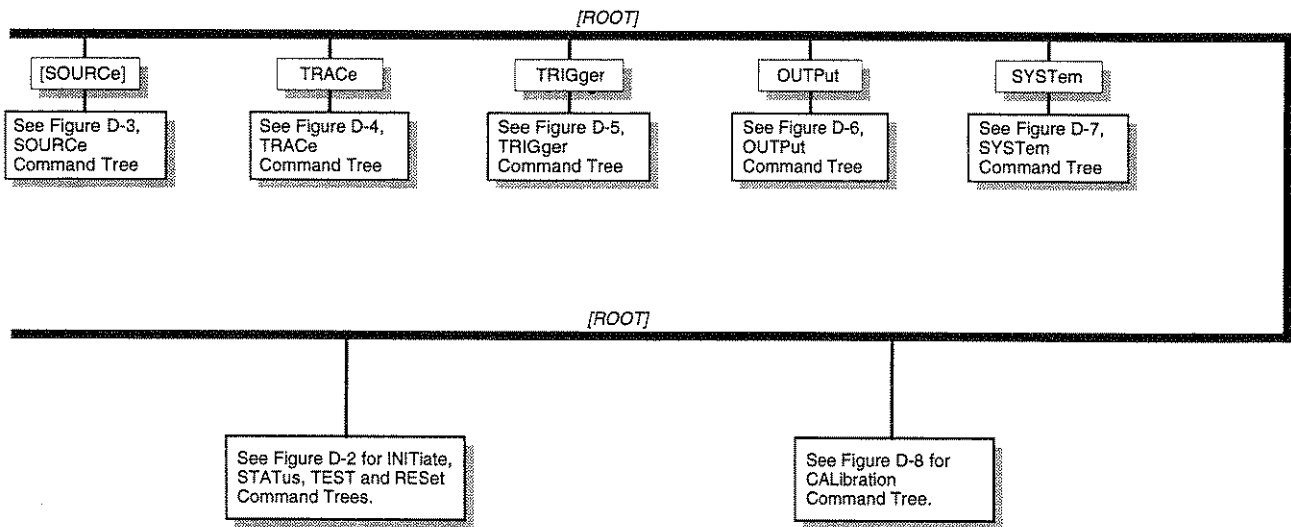 [ROOT]
[SOURCe]
TRACe
TRIGger
OUTPut
SYSTem
See Figure D-3,
SOURCe
Command Tree
See Figure D-4,
TRACe
Command Tree
See Figure D-5,
TRIGger
Command Tree
See Figure D-6,
OUTPut
Command Tree
See Figure D-7,
SYSTem
Command Tree
[ROOT]
See Figure D-2 for INITiate,
STATus, TEST and RESet
Command Trees.
See Figure D-8 for
CALibration
Command Tree.